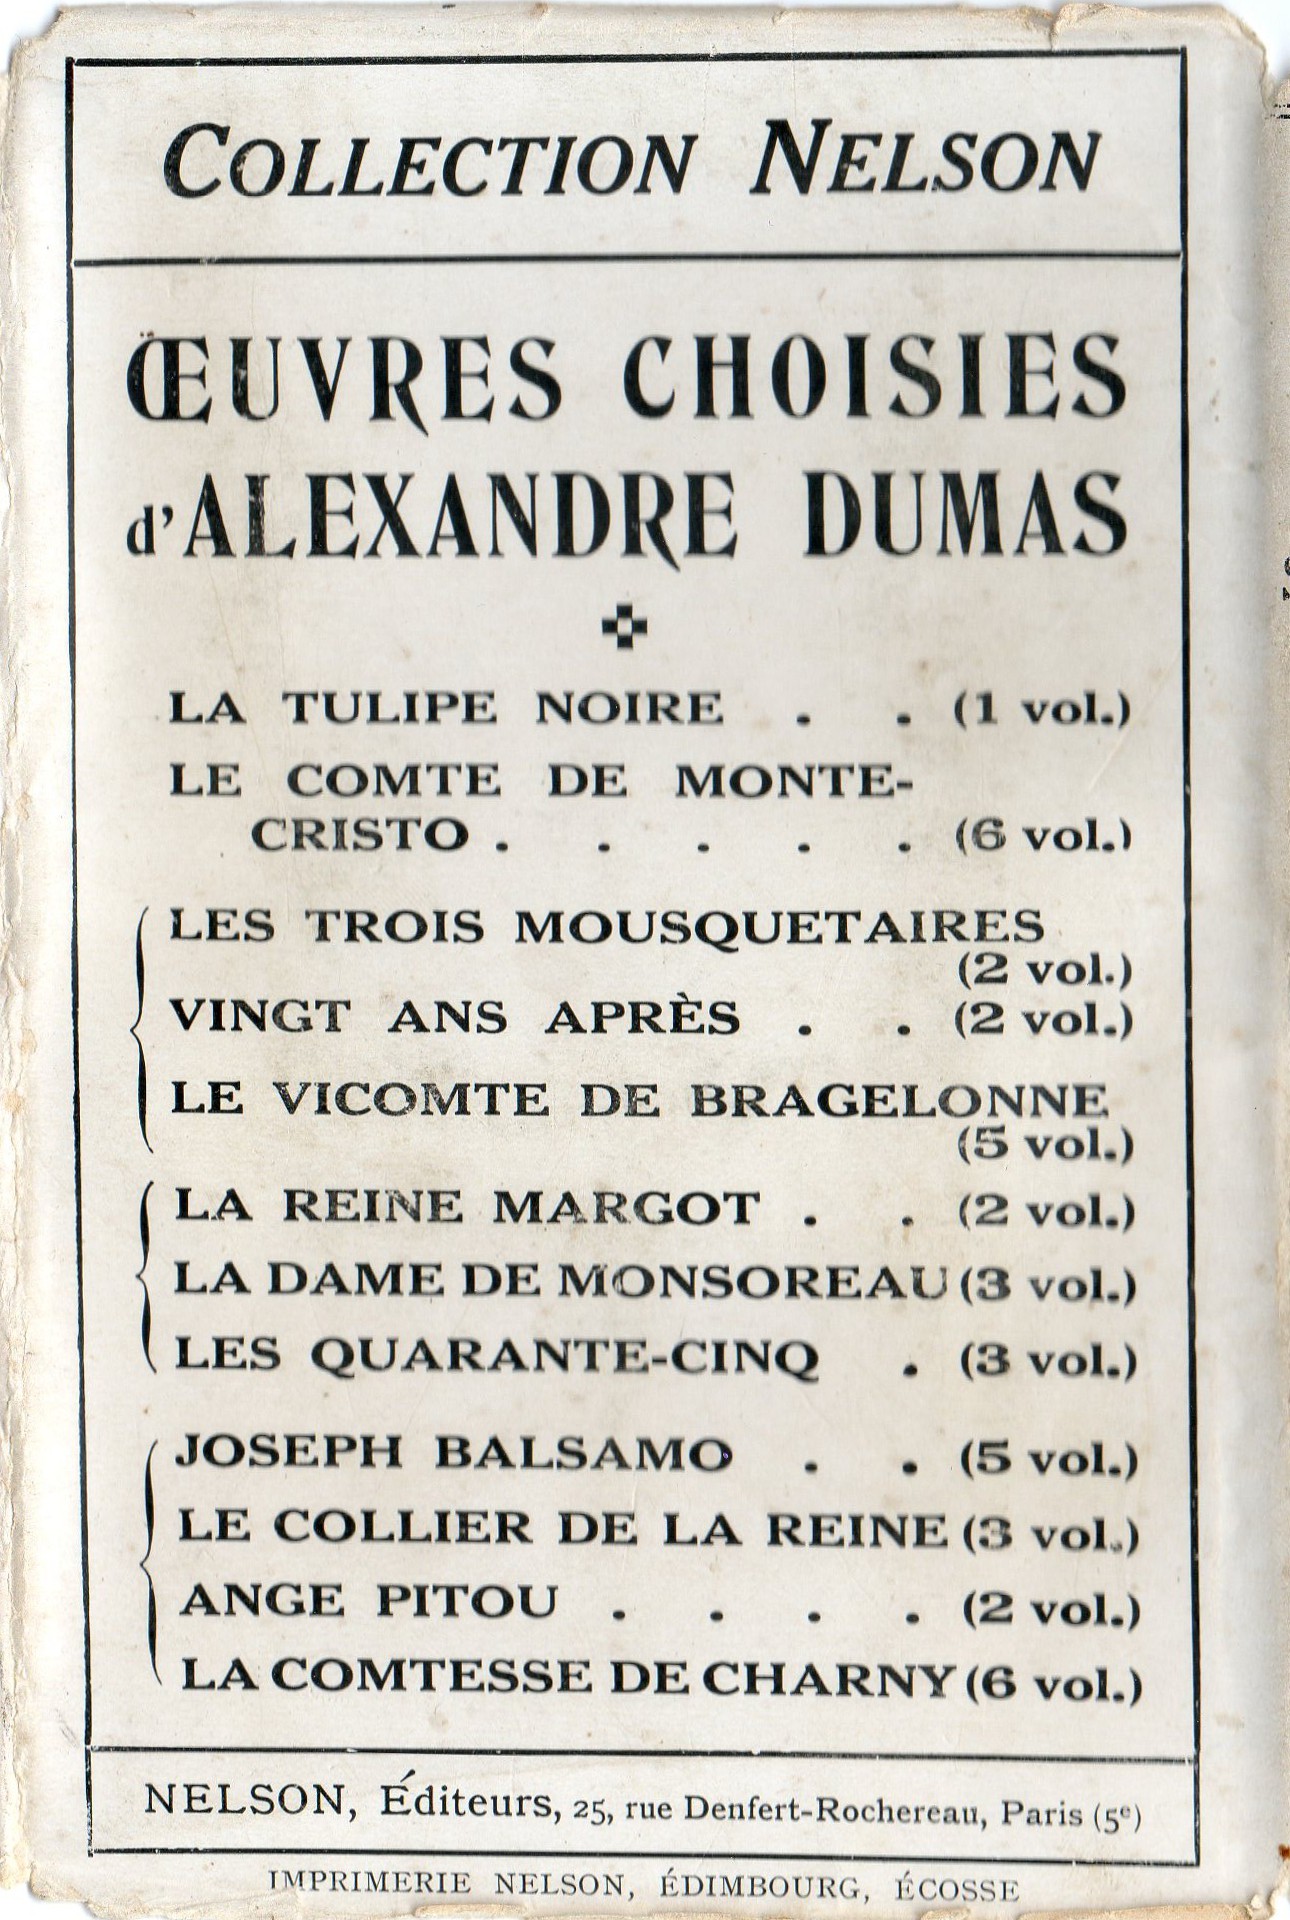 COLLECTION NELSON
ŒUVRES CHOISIES
d'ALEXANDRE DUMAS
LA TULIPE NOIRE . . (1 vol.)
LE COMTE DE MONTE-
CRISTO . . . . . (6 vol.)
LES TROIS MOUSQUETAIRES
(2 vol.)
VINGT ANS APRÈS . . (2 vol.)
LE VICOMTE DE BRAGELONNE
(5 vol.)
LA REINE MARGOT . . (2 vol.)
LA DAME DE MONSOREAU (3 vol.)
LES QUARANTE-CINQ . (3 vol.)
JOSEPH BALSAMO . . (5 vol.)
LE COLLIER DE LA REINE (3 vol.)
ANGE PITOU . . . . (2 vol.)
LA COMTESSE DE CHARNY (6 vol.)
NELSON, Éditeurs, 25, rue Denfert-Rochereau, Paris (5e)
IMPRIMERIE NELSON, ÉDIMBOURG, ÉCOSSE